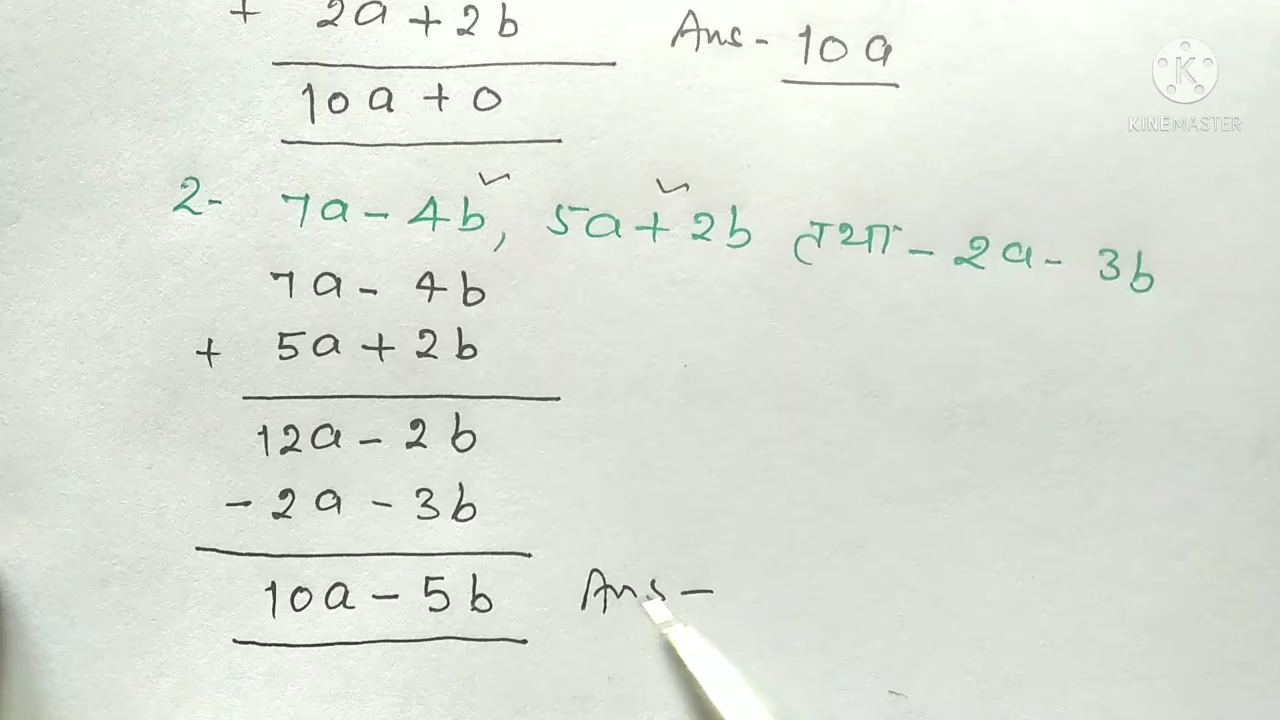 + 2a + 2b
Ans - 10a
10a + 0
K
KINEMASTER
2- 7a - 4b, 5a + 2b तथा - 2a - 3b
7a - 4b
+ 5a + 2b
12a - 2b
- 2a - 3b
10a - 5b Ans -